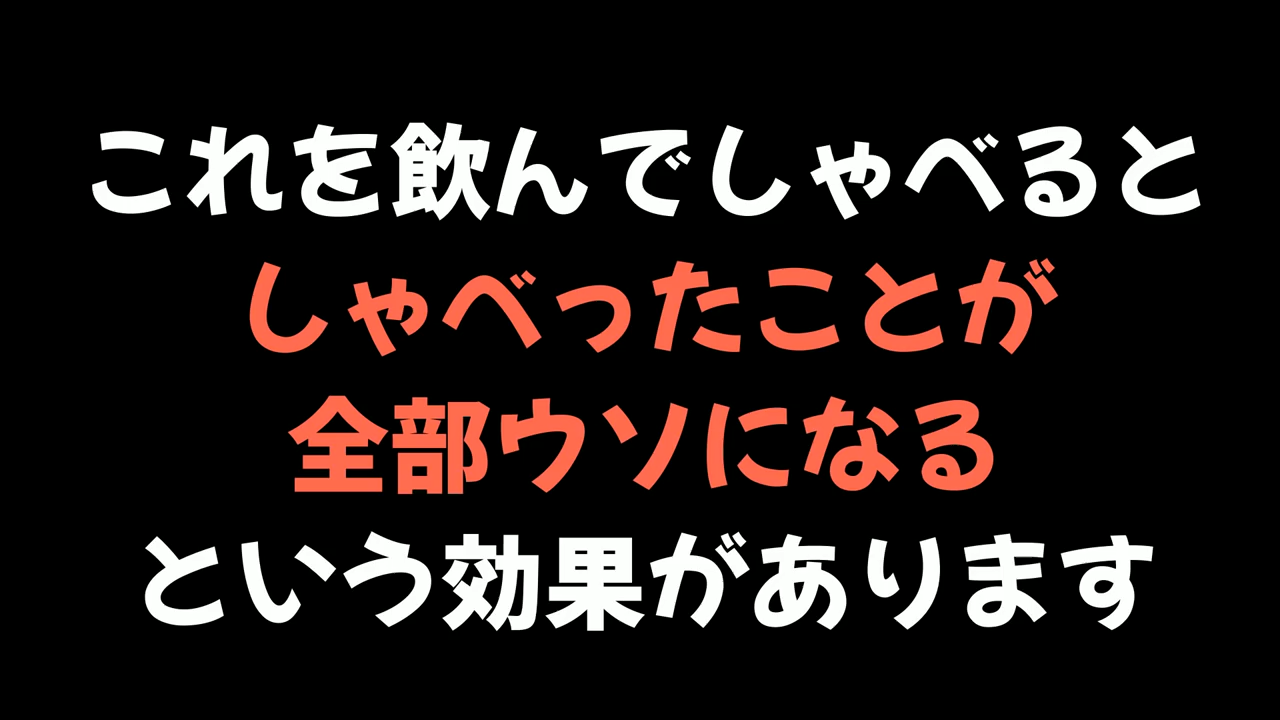 これを飲んでしゃべると
しゃべったことが
全部ウソになる
という効果があります